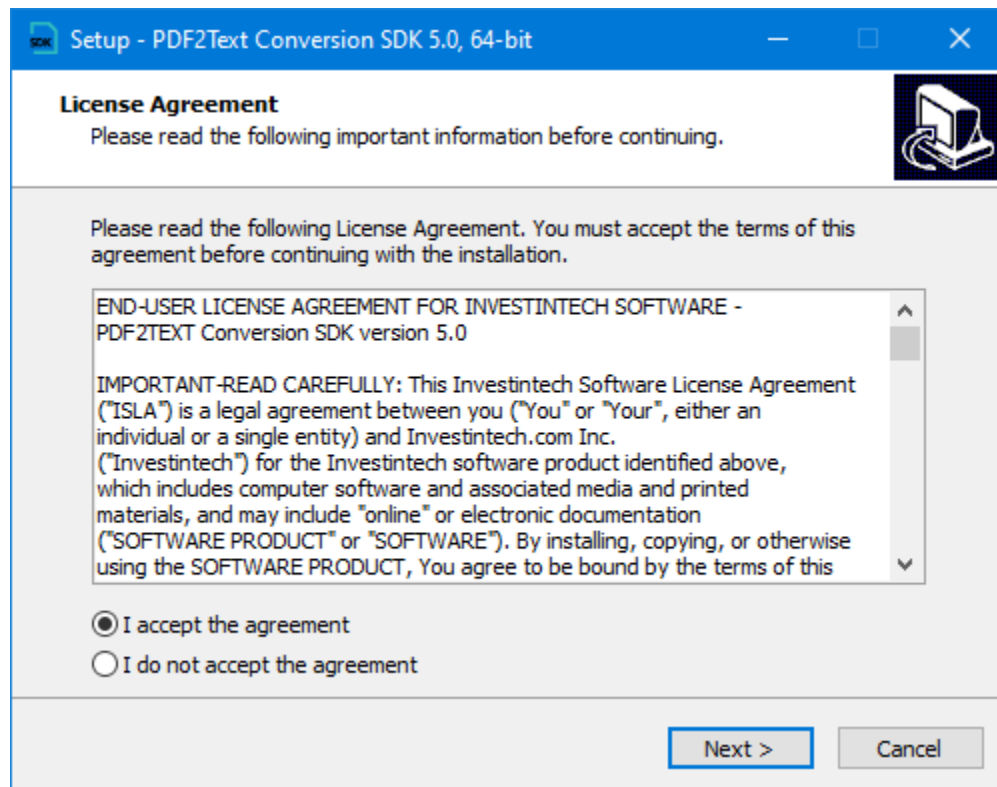 SDK
Setup - PDF2Text Conversion SDK 5.0, 64-bit
License Agreement
Please read the following important information before continuing.
Please read the following License Agreement. You must accept the terms of this
agreement before continuing with the installation.
END-USER LICENSE AGREEMENT FOR INVESTINTECH SOFTWARE -
PDF2TEXT Conversion SDK version 5.0
IMPORTANT-READ CAREFULLY: This Investintech Software License Agreement
("ISLA") is a legal agreement between you ("You" or "Your", either an
individual or a single entity) and Investintech.com Inc.
("Investintech") for the Investintech software product identified above,
which includes computer software and associated media and printed
materials, and may include "online" or electronic documentation
("SOFTWARE PRODUCT" or "SOFTWARE"). By installing, copying, or otherwise
using the SOFTWARE PRODUCT, You agree to be bound by the terms of this
I accept the agreement
I do not accept the agreement
Next >
Cancel